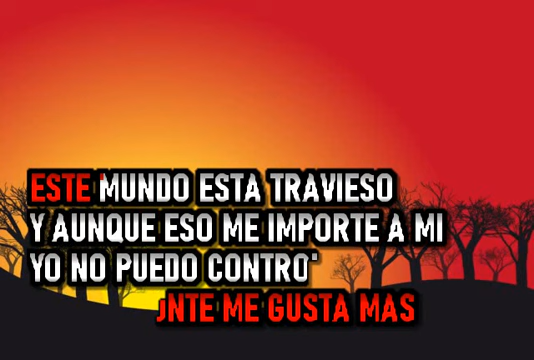 ESTE MUNDO ESTA TRAVIESO
Y AUNQUE ESO ME IMPORTE A MI
YO NO PUEDO
ME GUSTA MAS